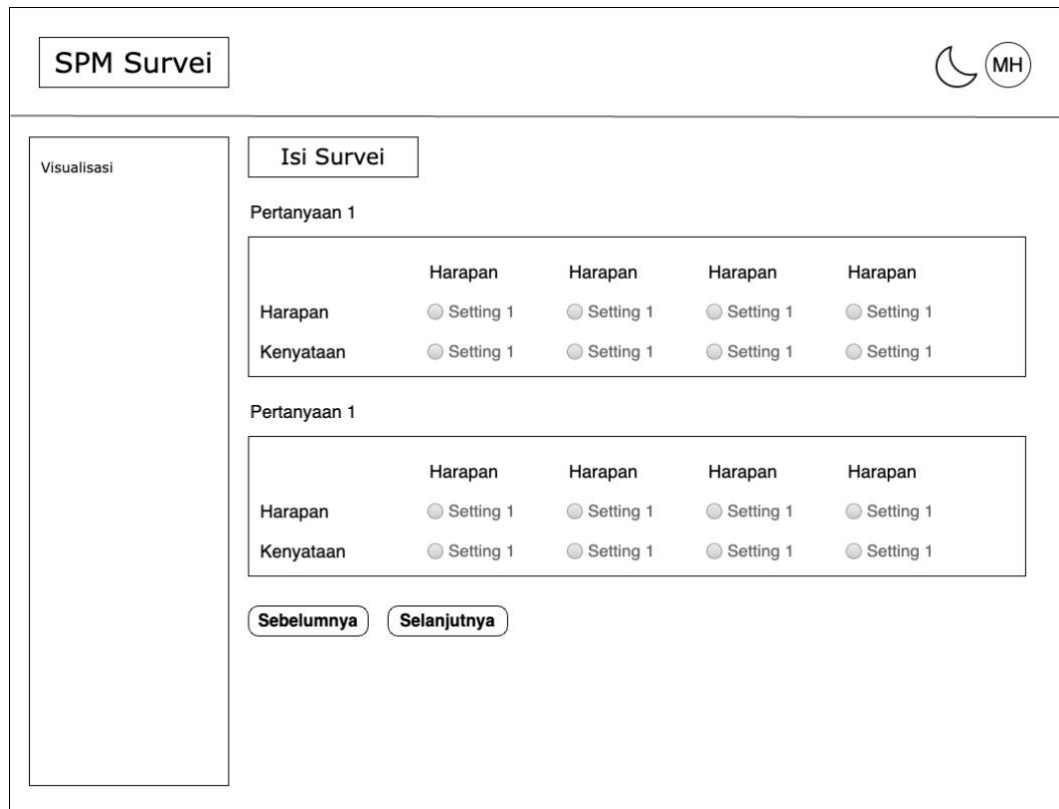 SPM Survei
MH
Visualisasi
Isi Survei
Pertanyaan 1
Harapan Harapan Harapan Harapan
Harapan Setting 1 Setting 1 Setting 1 Setting 1
Kenyataan Setting 1 Setting 1 Setting 1 Setting 1
Pertanyaan 1
Harapan Harapan Harapan Harapan
Harapan Setting 1 Setting 1 Setting 1 Setting 1
Kenyataan Setting 1 Setting 1 Setting 1 Setting 1
Sebelumnya Selanjutnya